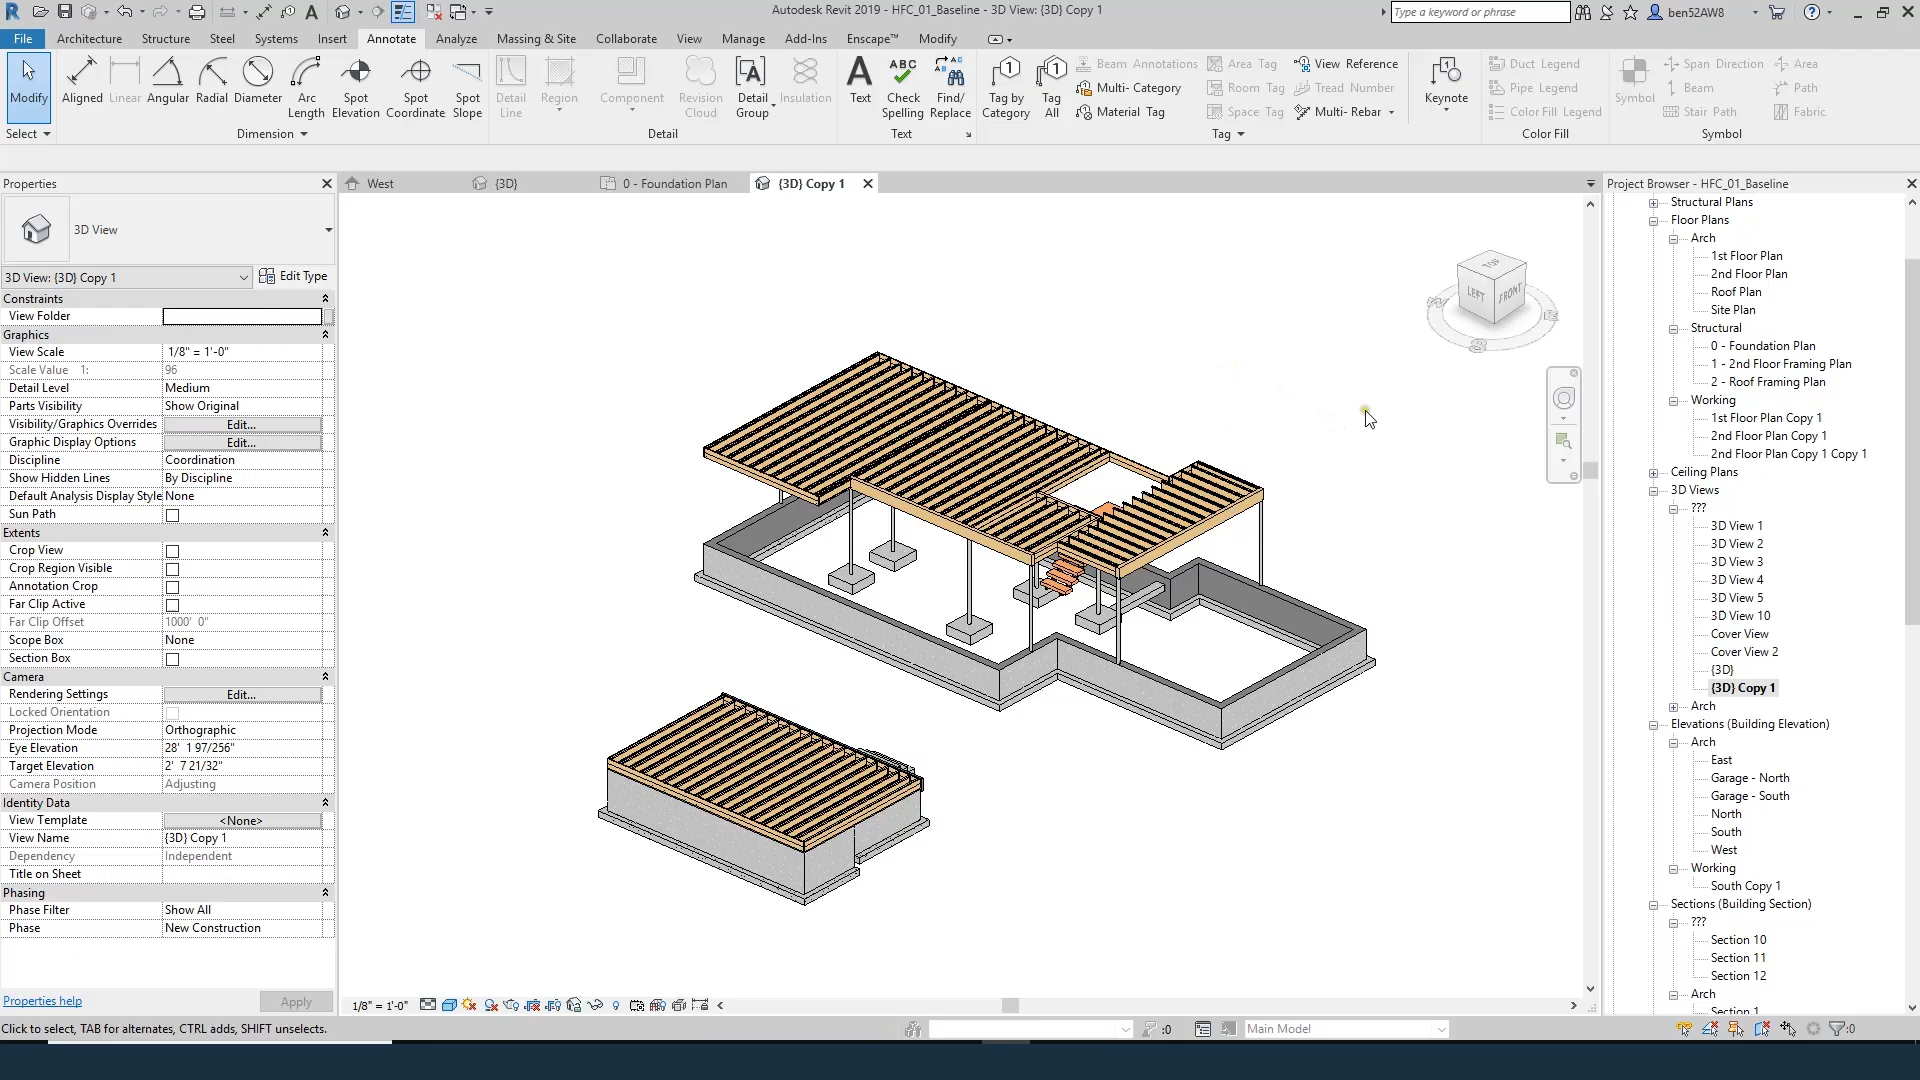 Autodesk Revit 2019 - HFC_01_Baseline - 3D View: {3D} Copy 1
Type a keyword or phrase
ben52AW8
File Architecture Structure Steel Systems Insert Annotate Analyze Massing & Site Collaborate View Manage Add-Ins Enscape™ Modify
Modify
Aligned Linear Angular Radial Diameter Arc Length Spot Elevation Spot Coordinate Spot Slope
Detail Line Region Component Revision Cloud Detail Group Insulation
Text Check Spelling Find/ Replace
Tag by Category Tag All
Beam Annotations Area Tag View Reference
Multi- Category Room Tag Tread Number
Material Tag Space Tag Multi- Rebar
Keynote
Duct Legend
Pipe Legend
Color Fill Legend
Symbol
Span Direction Area
Beam Path
Stair Path Fabric
Select Dimension Detail Text Tag Color Fill Symbol
Properties
3D View
3D View: {3D} Copy 1 Edit Type
Constraints
View Folder
Graphics
View Scale 1/8" = 1'-0"
Scale Value 1: 96
Detail Level Medium
Parts Visibility Show Original
Visibility/Graphics Overrides Edit...
Graphic Display Options Edit...
Discipline Coordination
Show Hidden Lines By Discipline
Default Analysis Display Style None
Sun Path
Extents
Crop View
Crop Region Visible
Annotation Crop
Far Clip Active
Far Clip Offset 1000' 0"
Scope Box None
Section Box
Camera
Rendering Settings Edit...
Locked Orientation
Projection Mode Orthographic
Eye Elevation 28' 1 97/256"
Target Elevation 2' 7 21/32"
Camera Position Adjusting
Identity Data
View Template <None>
View Name {3D} Copy 1
Dependency Independent
Title on Sheet
Phasing
Phase Filter Show All
Phase New Construction
Properties help Apply
West {3D} 0 - Foundation Plan {3D} Copy 1
TOP
LEFT FRONT
W S E
1/8" = 1'-0"
Project Browser - HFC_01_Baseline
Structural Plans
Floor Plans
Arch
1st Floor Plan
2nd Floor Plan
Roof Plan
Site Plan
Structural
0 - Foundation Plan
1 - 2nd Floor Framing Plan
2 - Roof Framing Plan
Working
1st Floor Plan Copy 1
2nd Floor Plan Copy 1
2nd Floor Plan Copy 1 Copy 1
Ceiling Plans
3D Views
???
3D View 1
3D View 2
3D View 3
3D View 4
3D View 5
3D View 10
Cover View
Cover View 2
{3D}
{3D} Copy 1
Arch
Elevations (Building Elevation)
Arch
East
Garage - North
Garage - South
North
South
West
Working
South Copy 1
Sections (Building Section)
???
Section 10
Section 11
Section 12
Arch
Section 1
Click to select, TAB for alternates, CTRL adds, SHIFT unselects.
:0
Main Model
:0